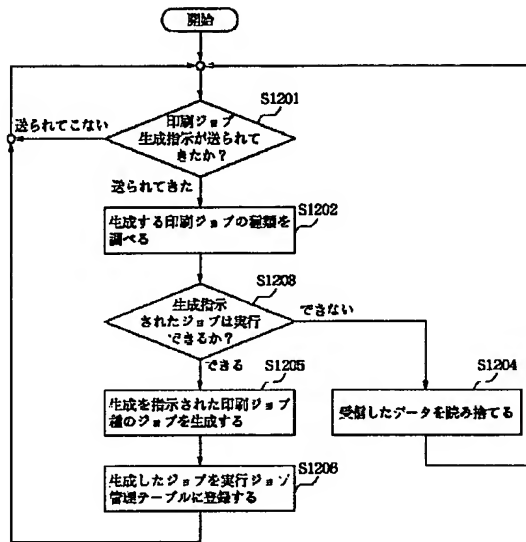 開始
S1201
印刷ジョブ
生成指示が送られて
きたか?
送られてこない
送られてきた
S1202
生成する印刷ジョブの種類を
調べる
S1203
生成指示
されたジョブは実行
できるか?
できない
できる
S1204
受信したデータを読み捨てる
S1205
生成を指示された印刷ジョブ
種のジョブを生成する
S1206
生成したジョブを実行ジョブ
管理テーブルに登録する